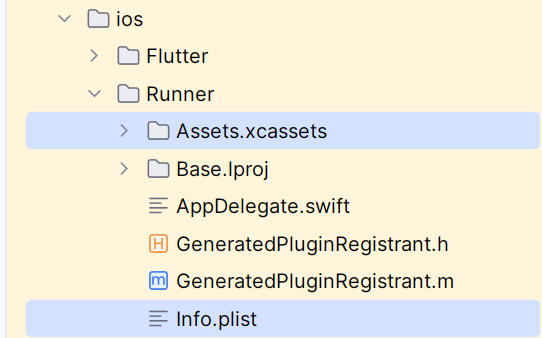 ios
Flutter
Runner
Assets.xcassets
Base.lproj
AppDelegate.swift
H GeneratedPluginRegistrant.h
m GeneratedPluginRegistrant.m
Info.plist